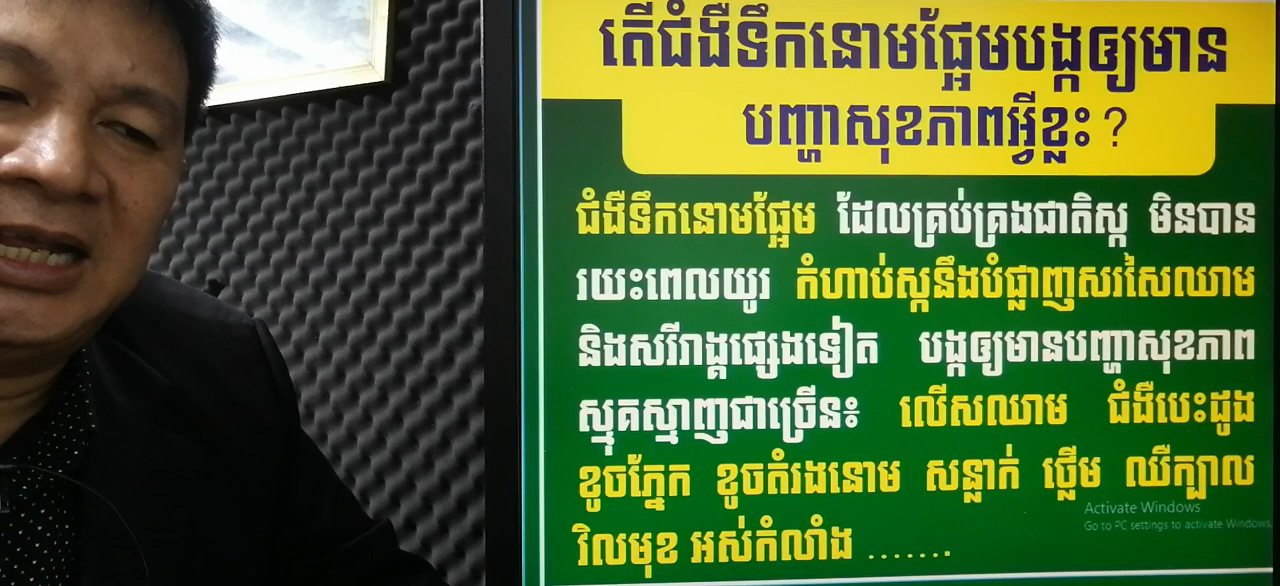 តើជំងឺទឹកនោមផ្អែមបង្កឲ្យមាន
បញ្ហាសុខភាពអ្វីខ្លះ ?
ជំងឺទឹកនោមផ្អែម ដែលគ្រប់គ្រងជាតិស្ករ មិនបាន
រយះពេលយូរ កំហាប់ស្ករនឹងបំផ្លាញសរសៃឈាម
និងសរីរាង្គផ្សេងទៀត បង្កឲ្យមានបញ្ហាសុខភាព
ស្មុគស្មាញជាច្រើន៖ លើសឈាម ជំងឺបេះដូង
ខូចភ្នែក ខូចតំរងនោម សន្លាក់ ថ្លើម ឈឺក្បាល
វិលមុខ អស់កំលាំង .......
Activate Windows
Go to PC settings to activate Windows.